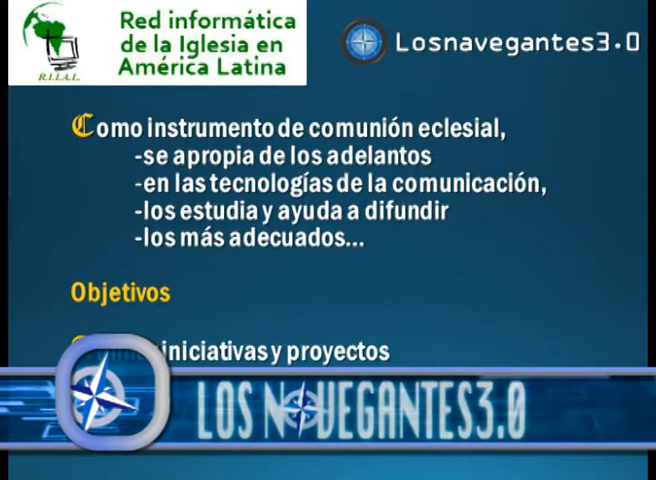 Red informática
de la Iglesia en
América Latina
R.I.I.A.L.
Losnavegantes3.0
Como instrumento de comunión eclesial,
-se apropia de los adelantos
-en las tecnologías de la comunicación,
-los estudia y ayuda a difundir
-los más adecuados...
Objetivos
iniciativas y proyectos
LOS NAVEGANTES3.0